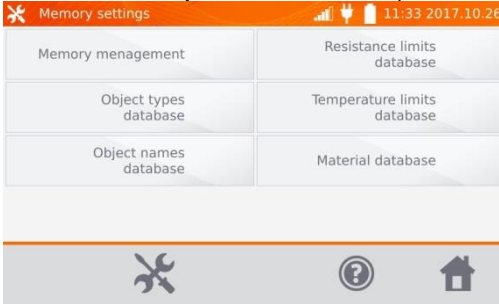 Memory settings
11:33 2017.10.26
Memory menagement
Resistance limits
database
Object types
database
Temperature limits
database
Object names
database
Material database
?